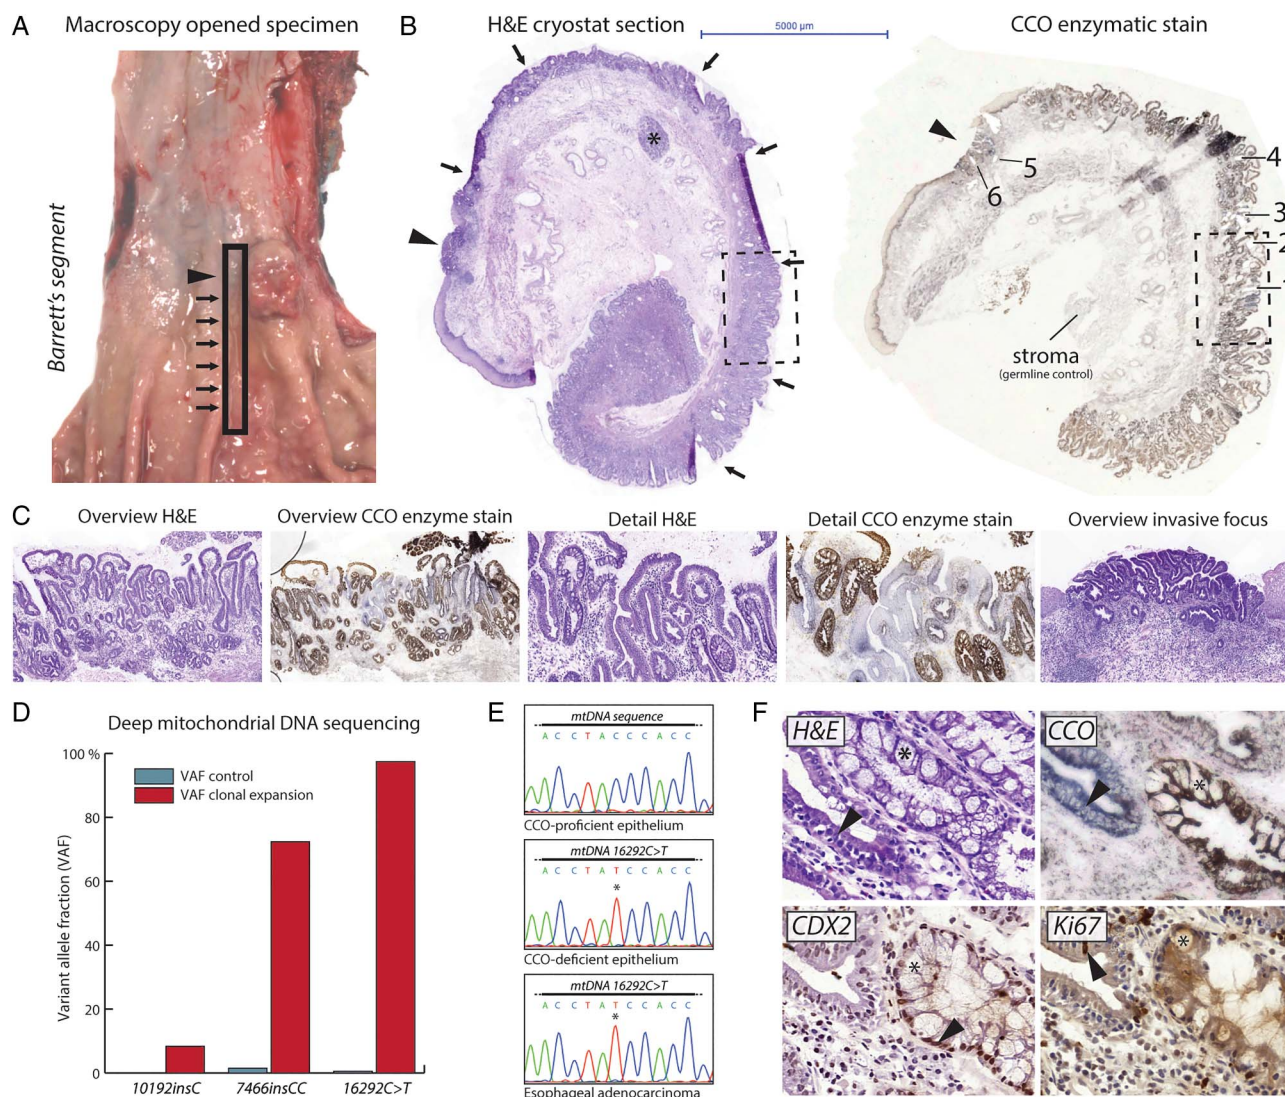 A
Macroscopy opened specimen
Barrett's segment
B
H&E cryostat section
5000 µm
*
CCO enzymatic stain
4
3
2
1
5
6
stroma
(germline control)
C
Overview H&E
Overview CCO enzyme stain
Detail H&E
Detail CCO enzyme stain
Overview invasive focus
D
Deep mitochondrial DNA sequencing
100 %
80
60
40
20
0
Variant allele fraction (VAF)
VAF control
VAF clonal expansion
10192insC
7466insCC
16292C>T
E
mtDNA sequence
A C C T A C C C A C C
CCO-proficient epithelium
mtDNA 16292C>T
A C C T A T C C A C C
*
CCO-deficient epithelium
mtDNA 16292C>T
A C C T A T C C A C C
*
Esophageal adenocarcinoma
F
H&E
*
CCO
*
CDX2
*
Ki67
*